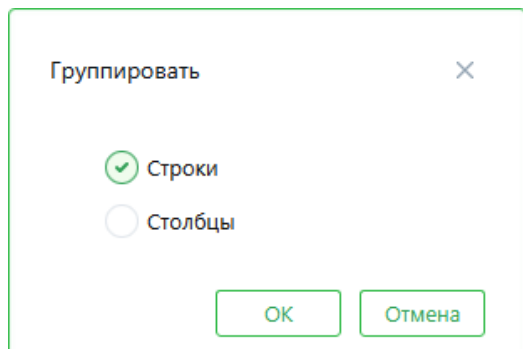 Группировать
Строки
Столбцы
OK
Отмена